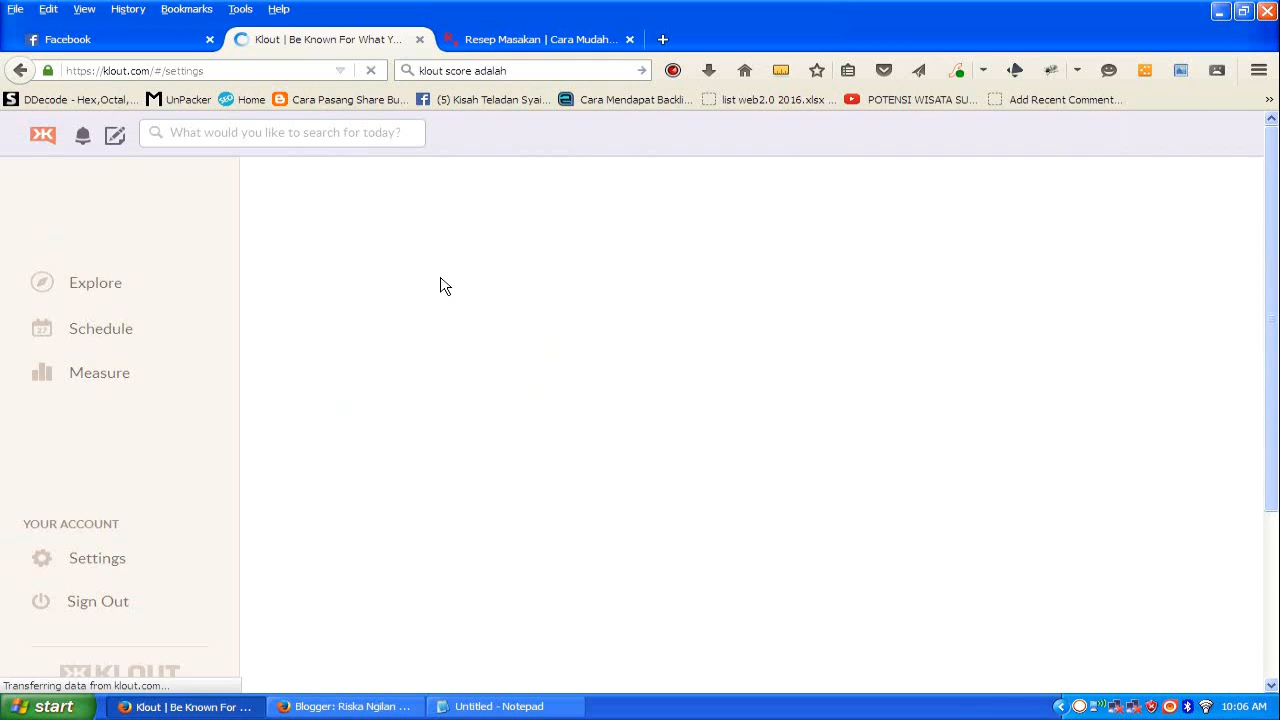 File Edit View History Bookmarks Tools Help
Facebook
Klout | Be Known For What Y...
Resep Masakan | Cara Mudah...
https://klout.com/#/settings
klout score adalah
DDecode - Hex,Octal,... UnPacker Home Cara Pasang Share Bu... (5) Kisah Teladan Syai... Cara Mendapat Backli... list web2.0 2016.xlsx ... POTENSI WISATA SU... Add Recent Comment...
What would you like to search for today?
Explore
27
Schedule
Measure
YOUR ACCOUNT
Settings
Sign Out
KLOUT
Transferring data from klout.com...
start Klout | Be Known For ... Blogger: Riska Ngilan ... Untitled - Notepad 10:06 AM